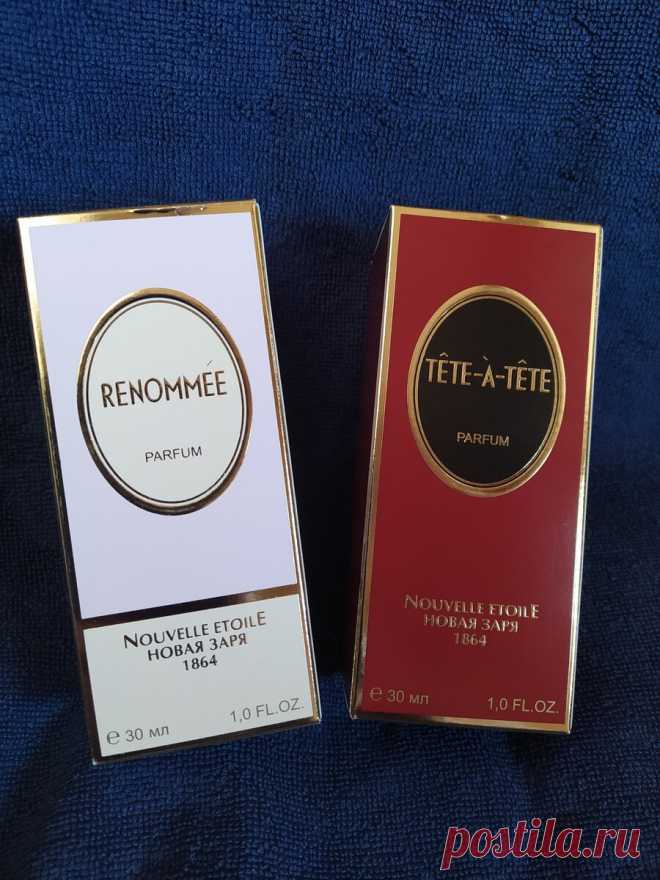 RENOMMÉE
PARFUM
NOUVELLE ETOILE
НОВАЯ ЗАРЯ
1864
℮ 30 мл
1,0 FL.OZ.
TÊTE-À-TÊTE
PARFUM
NOUVELLE ETOILE
НОВАЯ ЗАРЯ
1864
℮ 30 мл
1,0 FL.OZ.
postila.ru